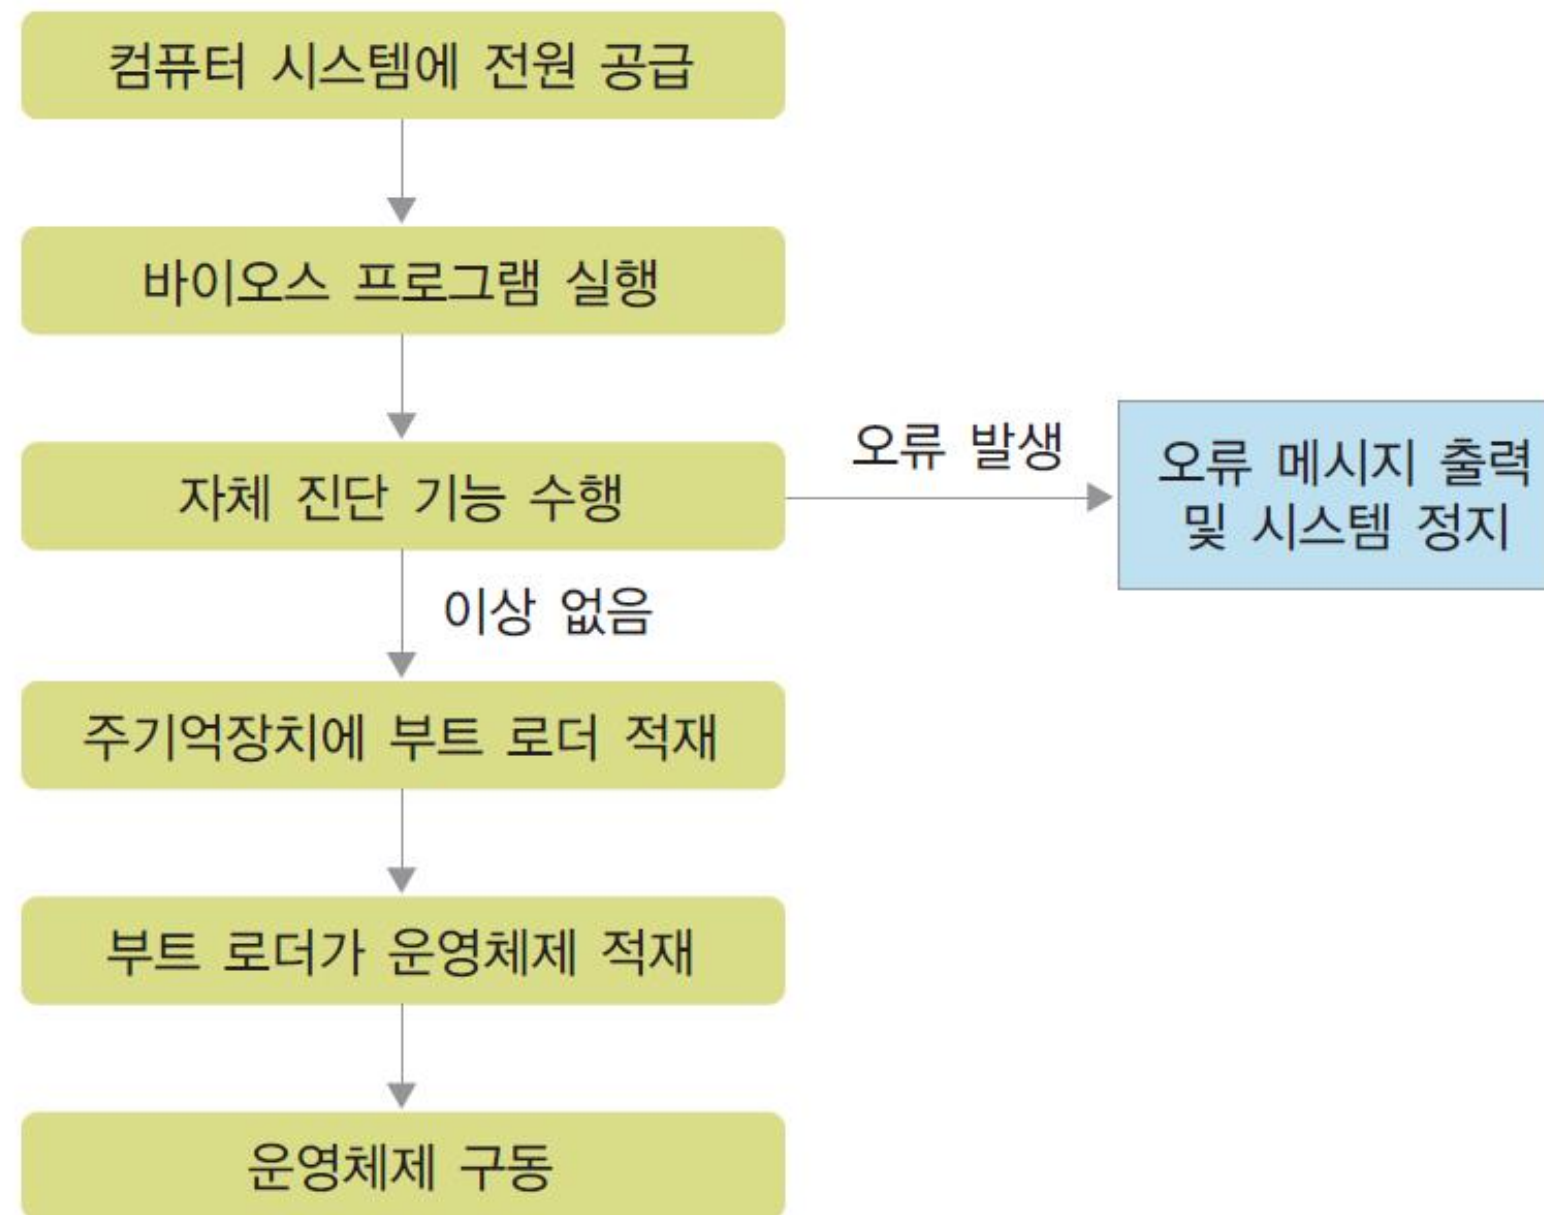 컴퓨터 시스템에 전원 공급
바이오스 프로그램 실행
자체 진단 기능 수행
오류 발생
오류 메시지 출력
및 시스템 정지
이상 없음
주기억장치에 부트 로더 적재
부트 로더가 운영체제 적재
운영체제 구동